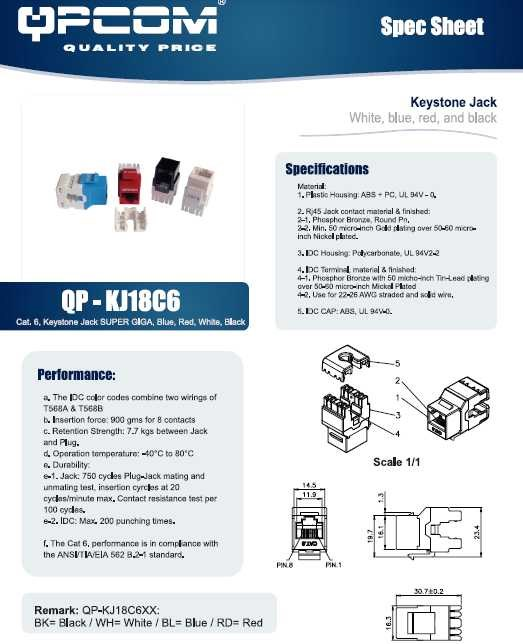 QPCOM®
QUALITY PRICE
Spec Sheet
Keystone Jack
White, blue, red, and black
Specifications
Material:
1. Plastic Housing: ABS + PC, UL 94V - 0.
2. Rj45 Jack contact material & finished:
2-1. Phosphor Bronze, Round Pn.
2-2. Min. 50 micro-inch Gold plating over 50-60 micro-
inch Nickel plated.
3. IDC Housing: Polycarbonate, UL 94V2-2
4. IDC Terminal, material & finished:
4-1. Phosphor Bronze with 50 micho-inch Tin-Lead plating
over 50-60 micro-inch Mickel Plated
4-2. Use for 22-26 AWG straded and solid wire.
5. IDC CAP: ABS, UL 94V-0.
QP - KJ18C6
Cat. 6, Keystone Jack SUPER GIGA, Blue, Red, White, Black
Performance:
a. The IDC color codes combine two wirings of
T568A & T568B
b. Insertion force: 900 gms for 8 contacts
c. Retention Strength: 7.7 kgs between Jack
and Plug.
d. Operation temperature: -40°C to 80°C
e. Durability:
e-1. Jack: 750 cycles Plug-Jack mating and
unmating test, insertion cyrcles at 20
cydes/minute max. Contact resistance test per
100 cydes.
e-2. IDC: Max. 200 punching times.
f. The Cat 6, performance is in compliance with
the ANSI/TIA/EIA 562 B.2-1 standard.
5
2
1
3
4
Scale 1/1
14.5
11.9
PIN.8
PIN.1
1.3
19.7
16.1
23.4
30.7±0.2
16.3
Remark: QP-KJ18C6XX:
BK= Black / WH= White / BL= Blue / RD= Red